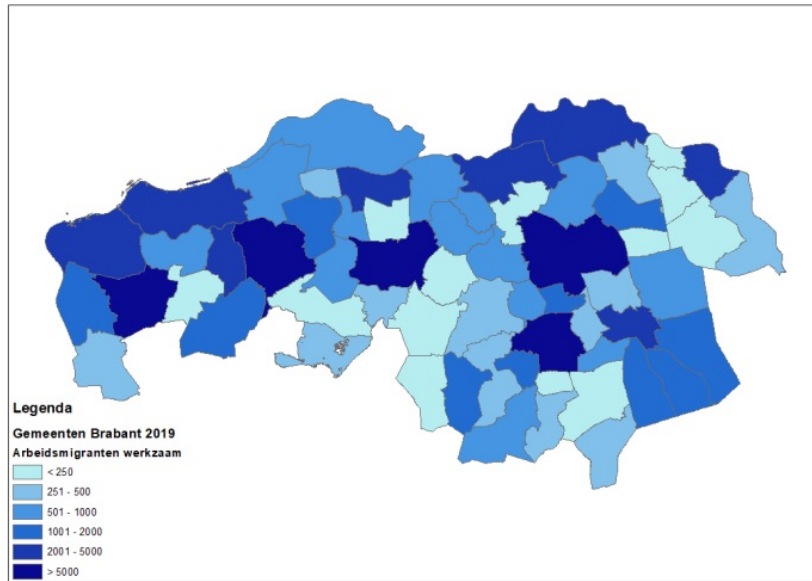 Legenda
Gemeenten Brabant 2019
Arbeidsmigranten werkzaam
< 250
251 - 500
501 - 1000
1001 - 2000
2001 - 5000
> 5000